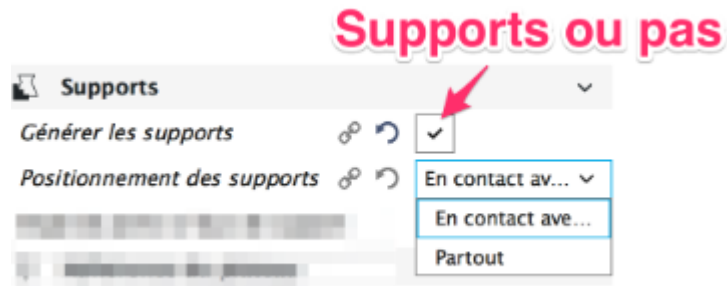 Supports ou pas
Supports
Générer les supports
Positionnement des supports En contact av...
En contact ave...
Partout